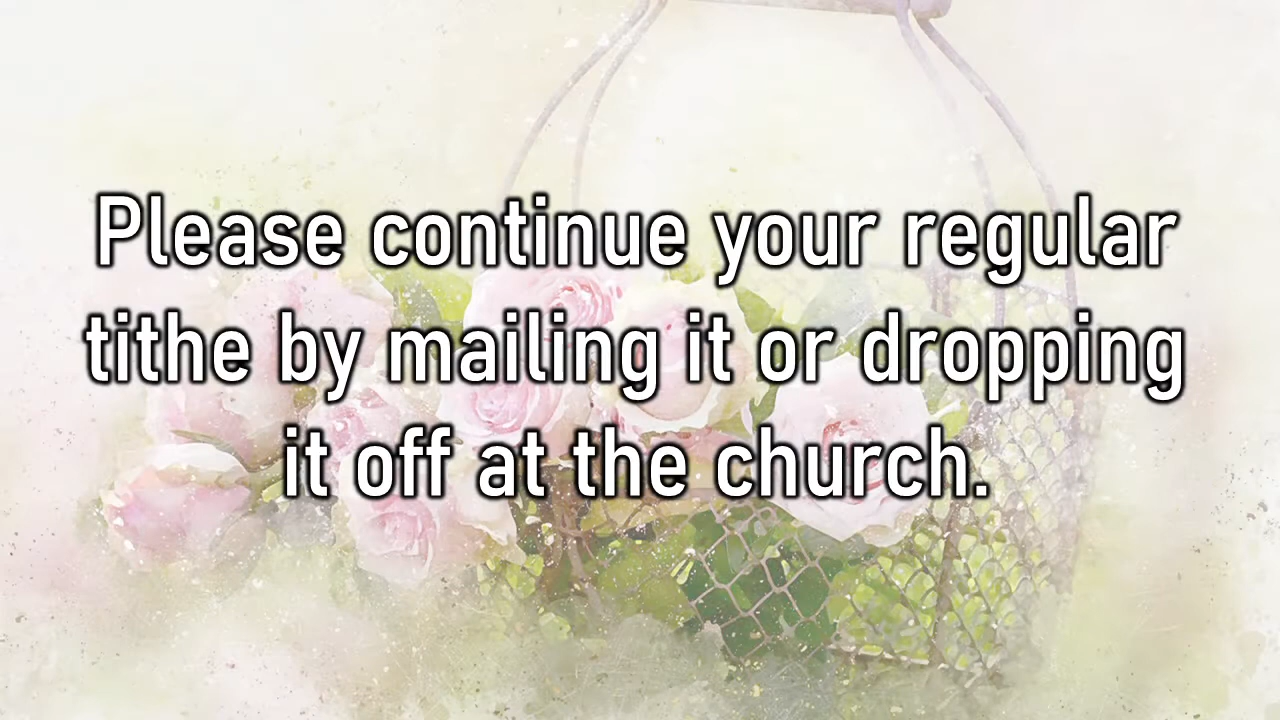 Please continue your regular
tithe by mailing it or dropping
it off at the church.